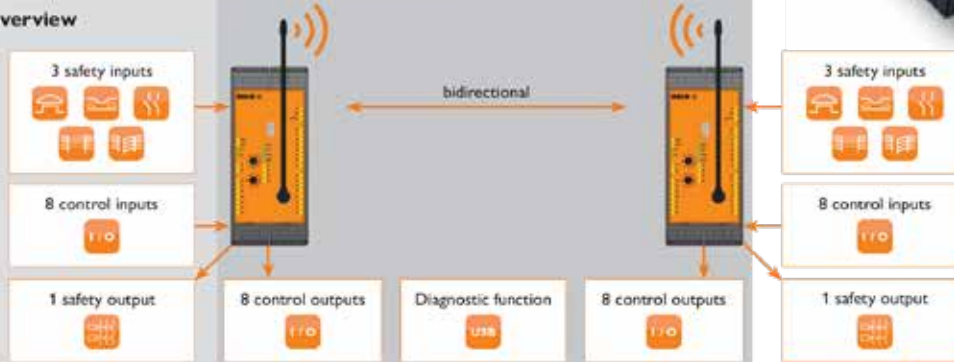 verview
3 safety inputs
bidirectional
3 safety inputs
8 control inputs
I/O
8 control inputs
I/O
1 safety output
8 control outputs
I/O
Diagnostic function
USB
8 control outputs
I/O
1 safety output